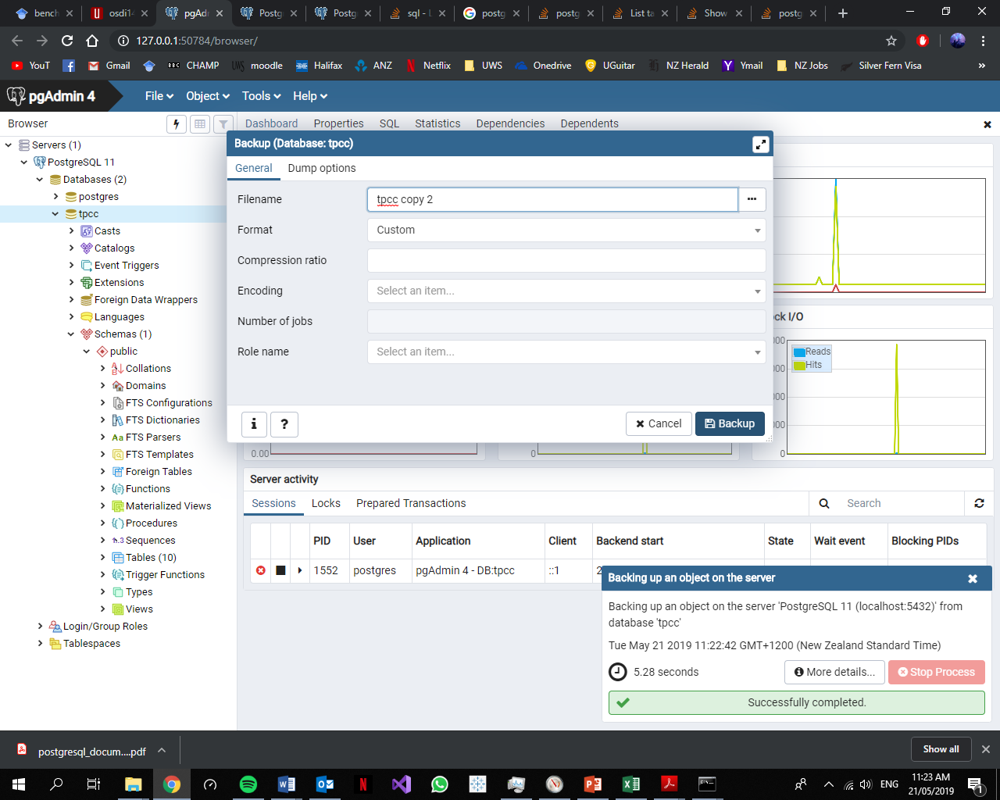 bench
osdi14
pgAdm
Postg
Postg
sql - L
postg
postg
List ta
Show
postg
127.0.0.1:50784/browser/
YouT
Gmail
BBC CHAMP
UWS moodle
Halifax
ANZ
Netflix
UWS
Onedrive
UGuitar
NZ Herald
Ymail
NZ Jobs
Silver Fern Visa
»
pgAdmin 4
File
Object
Tools
Help
Browser
Dashboard
Properties
SQL
Statistics
Dependencies
Dependents
Servers (1)
PostgreSQL 11
Databases (2)
postgres
tpcc
Casts
Catalogs
Event Triggers
Extensions
Foreign Data Wrappers
Languages
Schemas (1)
public
Collations
Domains
FTS Configurations
FTS Dictionaries
FTS Parsers
FTS Templates
Foreign Tables
Functions
Materialized Views
Procedures
1..3 Sequences
Tables (10)
Trigger Functions
Types
Views
Login/Group Roles
Tablespaces
Backup (Database: tpcc)
General
Dump options
Filename
tpcc copy 2
Format
Custom
Compression ratio
Encoding
Select an item...
Number of jobs
Role name
Select an item...
i
?
Cancel
Backup
ck I/O
Reads
Hits
000
000
000
000
0
0.00
0
Server activity
Sessions
Locks
Prepared Transactions
Search
PID
User
Application
Client
Backend start
State
Wait event
Blocking PIDs
1552
postgres
pgAdmin 4 - DB:tpcc
::1
2
Backing up an object on the server
Backing up an object on the server 'PostgreSQL 11 (localhost:5432)' from
database 'tpcc'
Tue May 21 2019 11:22:42 GMT+1200 (New Zealand Standard Time)
5.28 seconds
More details...
Stop Process
Successfully completed.
postgresql_docum....pdf
Show all
ENG
11:23 AM
21/05/2019
1